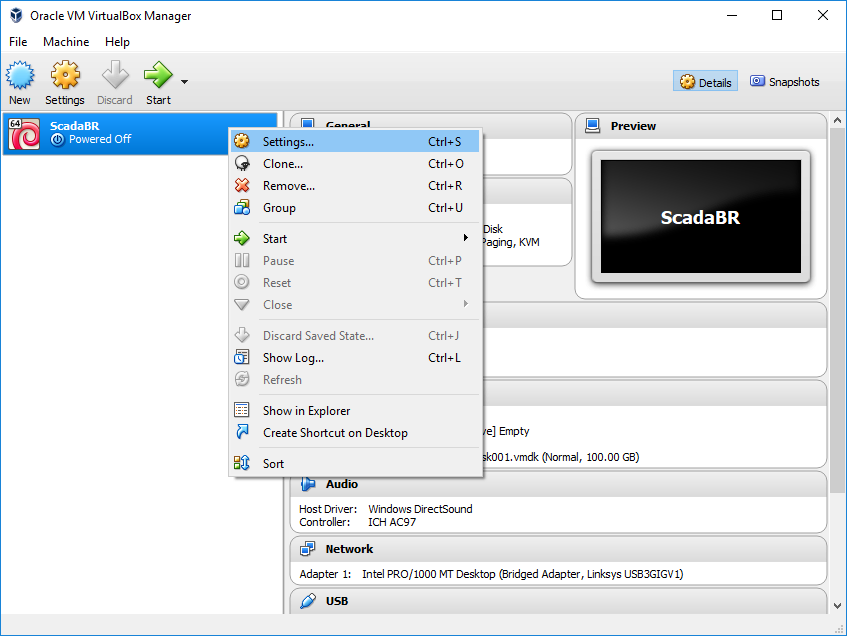 Oracle VM VirtualBox Manager
File Machine Help
New Settings Discard Start
Details Snapshots
64
ScadaBR
Powered Off
General
Preview
ScadaBR
Settings... Ctrl+S
Clone... Ctrl+O
Remove... Ctrl+R
Group Ctrl+U
Start
Pause Ctrl+P
Reset Ctrl+T
Close
Discard Saved State... Ctrl+J
Show Log... Ctrl+L
Refresh
Show in Explorer
Create Shortcut on Desktop
Sort
Disk
Paging, KVM
ve] Empty
sk001.vmdk (Normal, 100.00 GB)
Audio
Host Driver: Windows DirectSound
Controller: ICH AC97
Network
Adapter 1: Intel PRO/1000 MT Desktop (Bridged Adapter, Linksys USB3GIGV1)
USB